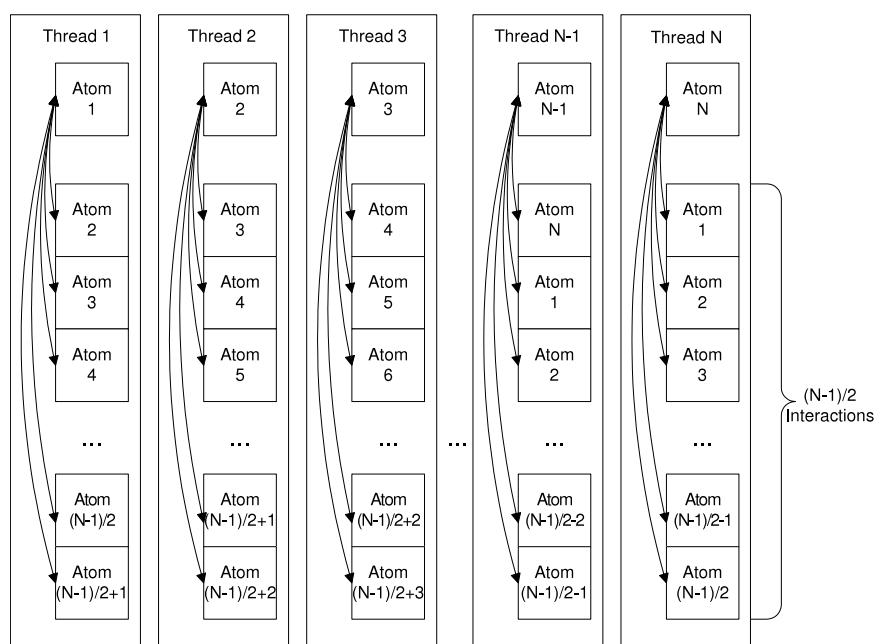 Thread 1
Thread 2
Thread 3
Thread N-1
Thread N
Atom
1
Atom
2
Atom
3
Atom
N-1
Atom
N
Atom
2
Atom
3
Atom
4
Atom
N
Atom
1
Atom
3
Atom
4
Atom
5
Atom
1
Atom
2
Atom
4
Atom
5
Atom
6
Atom
2
Atom
3
(N-1)/2
Interactions
...
...
...
...
...
...
Atom
(N-1)/2
Atom
(N-1)/2+1
Atom
(N-1)/2+2
Atom
(N-1)/2-2
Atom
(N-1)/2-1
Atom
(N-1)/2+1
Atom
(N-1)/2+2
Atom
(N-1)/2+3
Atom
(N-1)/2-1
Atom
(N-1)/2